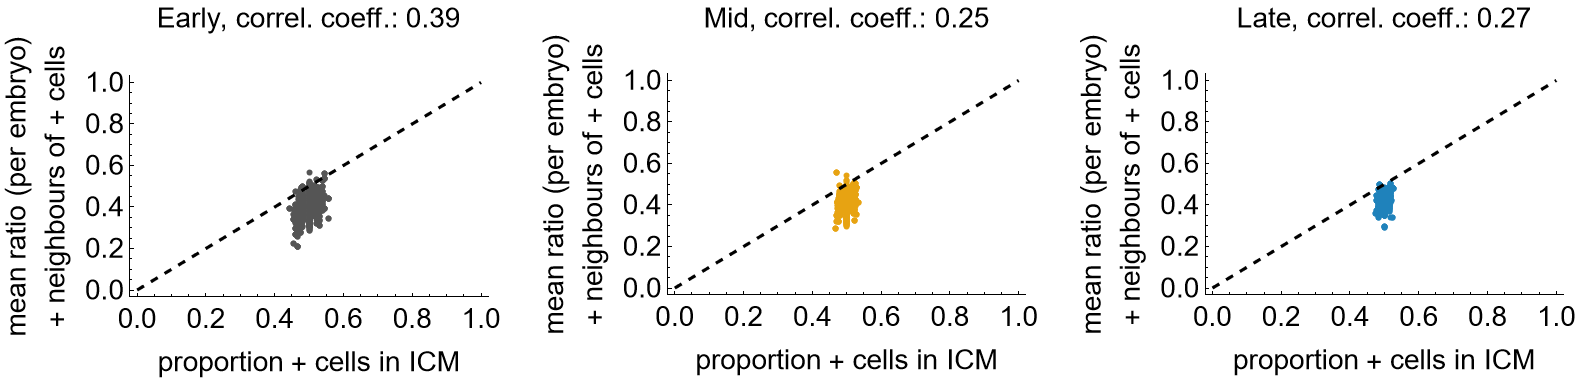 Early, correl. coeff.: 0.39
mean ratio (per embryo)
+ neighbours of + cells
1.0
0.8
0.6
0.4
0.2
0.0
0.0 0.2 0.4 0.6 0.8 1.0
proportion + cells in ICM
Mid, correl. coeff.: 0.25
mean ratio (per embryo)
+ neighbours of + cells
1.0
0.8
0.6
0.4
0.2
0.0
0.0 0.2 0.4 0.6 0.8 1.0
proportion + cells in ICM
Late, correl. coeff.: 0.27
mean ratio (per embryo)
+ neighbours of + cells
1.0
0.8
0.6
0.4
0.2
0.0
0.0 0.2 0.4 0.6 0.8 1.0
proportion + cells in ICM